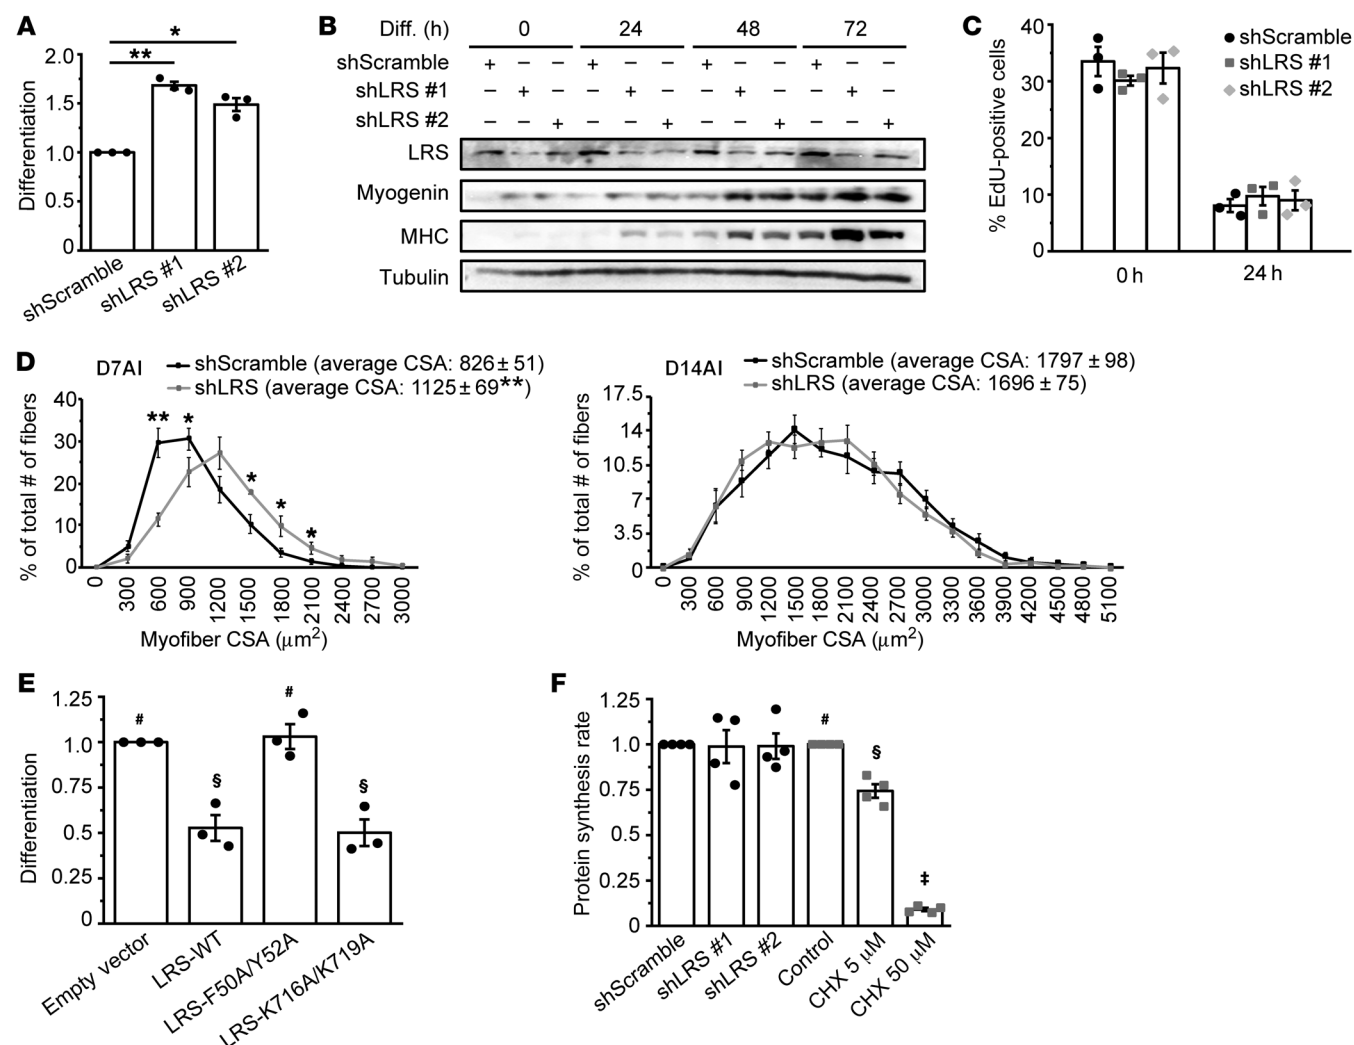 A
* 
**
Differentiation
2.0
1.5
1.0
0.5
0
shScramble
shLRS #1
shLRS #2
B
Diff. (h) 0 24 48 72
shScramble + − − + − − + − − + − −
shLRS #1 − + − − + − − + − − + −
shLRS #2 − − + − − + − − + − − +
LRS
Myogenin
MHC
Tubulin
C
% EdU-positive cells
40
30
20
10
0
0 h
24 h
shScramble
shLRS #1
shLRS #2
D
D7AI
shScramble (average CSA: 826 ± 51)
shLRS (average CSA: 1125 ± 69**)
% of total # of fibers
40
30
20
10
0
** * * * *
0 300 600 900 1200 1500 1800 2100 2400 2700 3000
Myofiber CSA (μm²)
D14AI
shScramble (average CSA: 1797 ± 98)
shLRS (average CSA: 1696 ± 75)
% of total # of fibers
17.5
14
10.5
7
3.5
0
0 300 600 900 1200 1500 1800 2100 2400 2700 3000 3300 3600 3900 4200 4500 4800 5100
Myofiber CSA (μm²)
E
Differentiation
1.25
1.0
0.75
0.5
0.25
0
# § # §
Empty vector
LRS-WT
LRS-F50A/Y52A
LRS-K716A/K719A
F
Protein synthesis rate
1.25
1.0
0.75
0.5
0.25
0
# § ‡
shScramble
shLRS #1
shLRS #2
Control
CHX 5 μM
CHX 50 μM